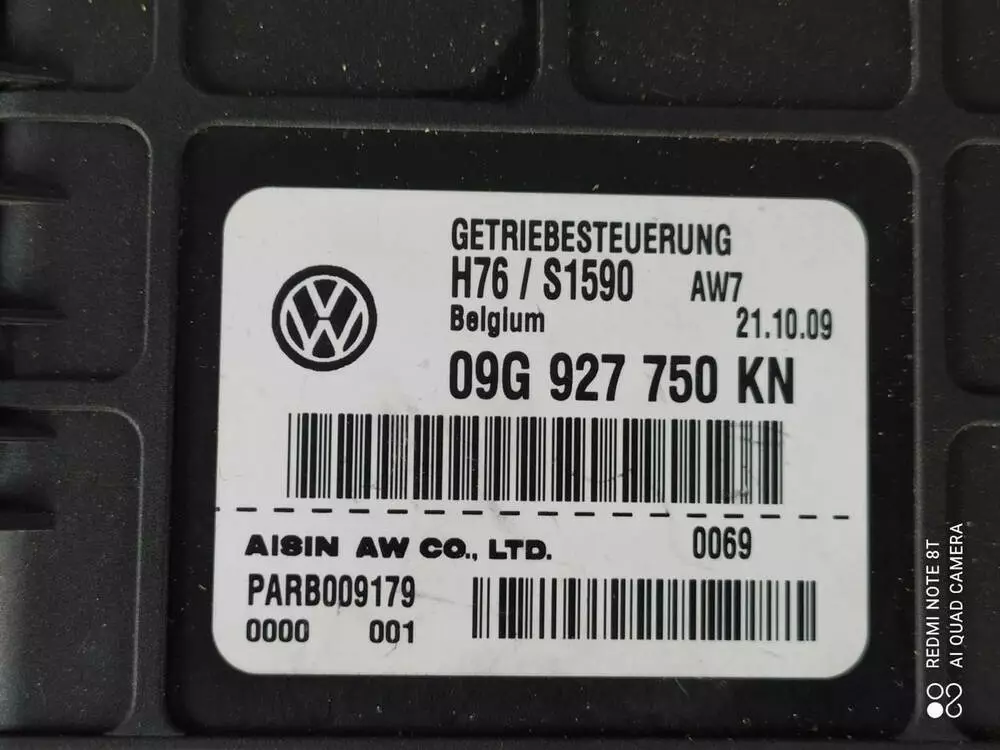 GETRIEBESTEUERUNG
H76 / S1590 AW7
Belgium 21.10.09
09G 927 750 KN
AISIN AW CO., LTD. 0069
PARB009179
0000 001
REDMI NOTE 8T
AI QUAD CAMERA